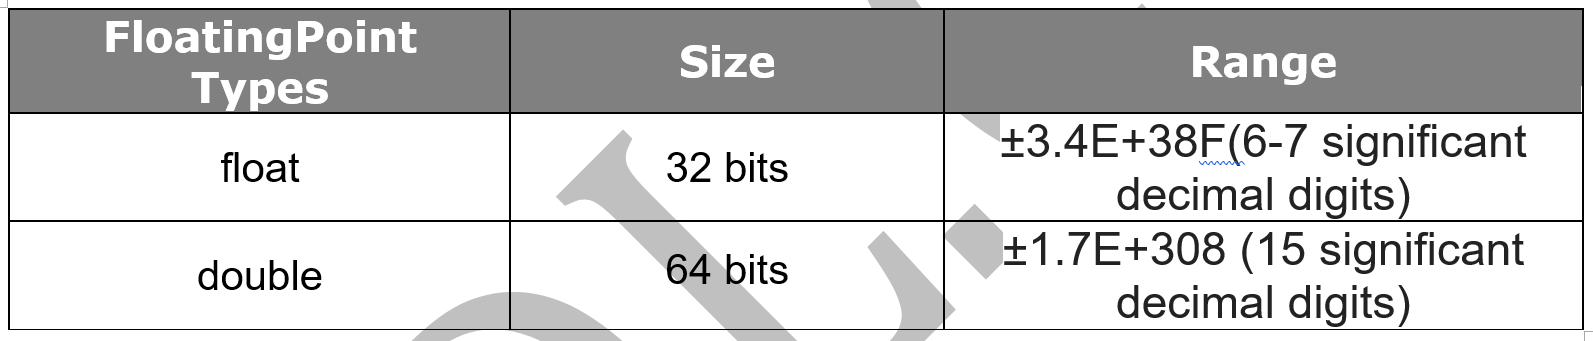 FloatingPoint
Types
Size
Range
float
32 bits
±3.4E+38F(6-7 significant
decimal digits)
double
64 bits
±1.7E+308 (15 significant
decimal digits)